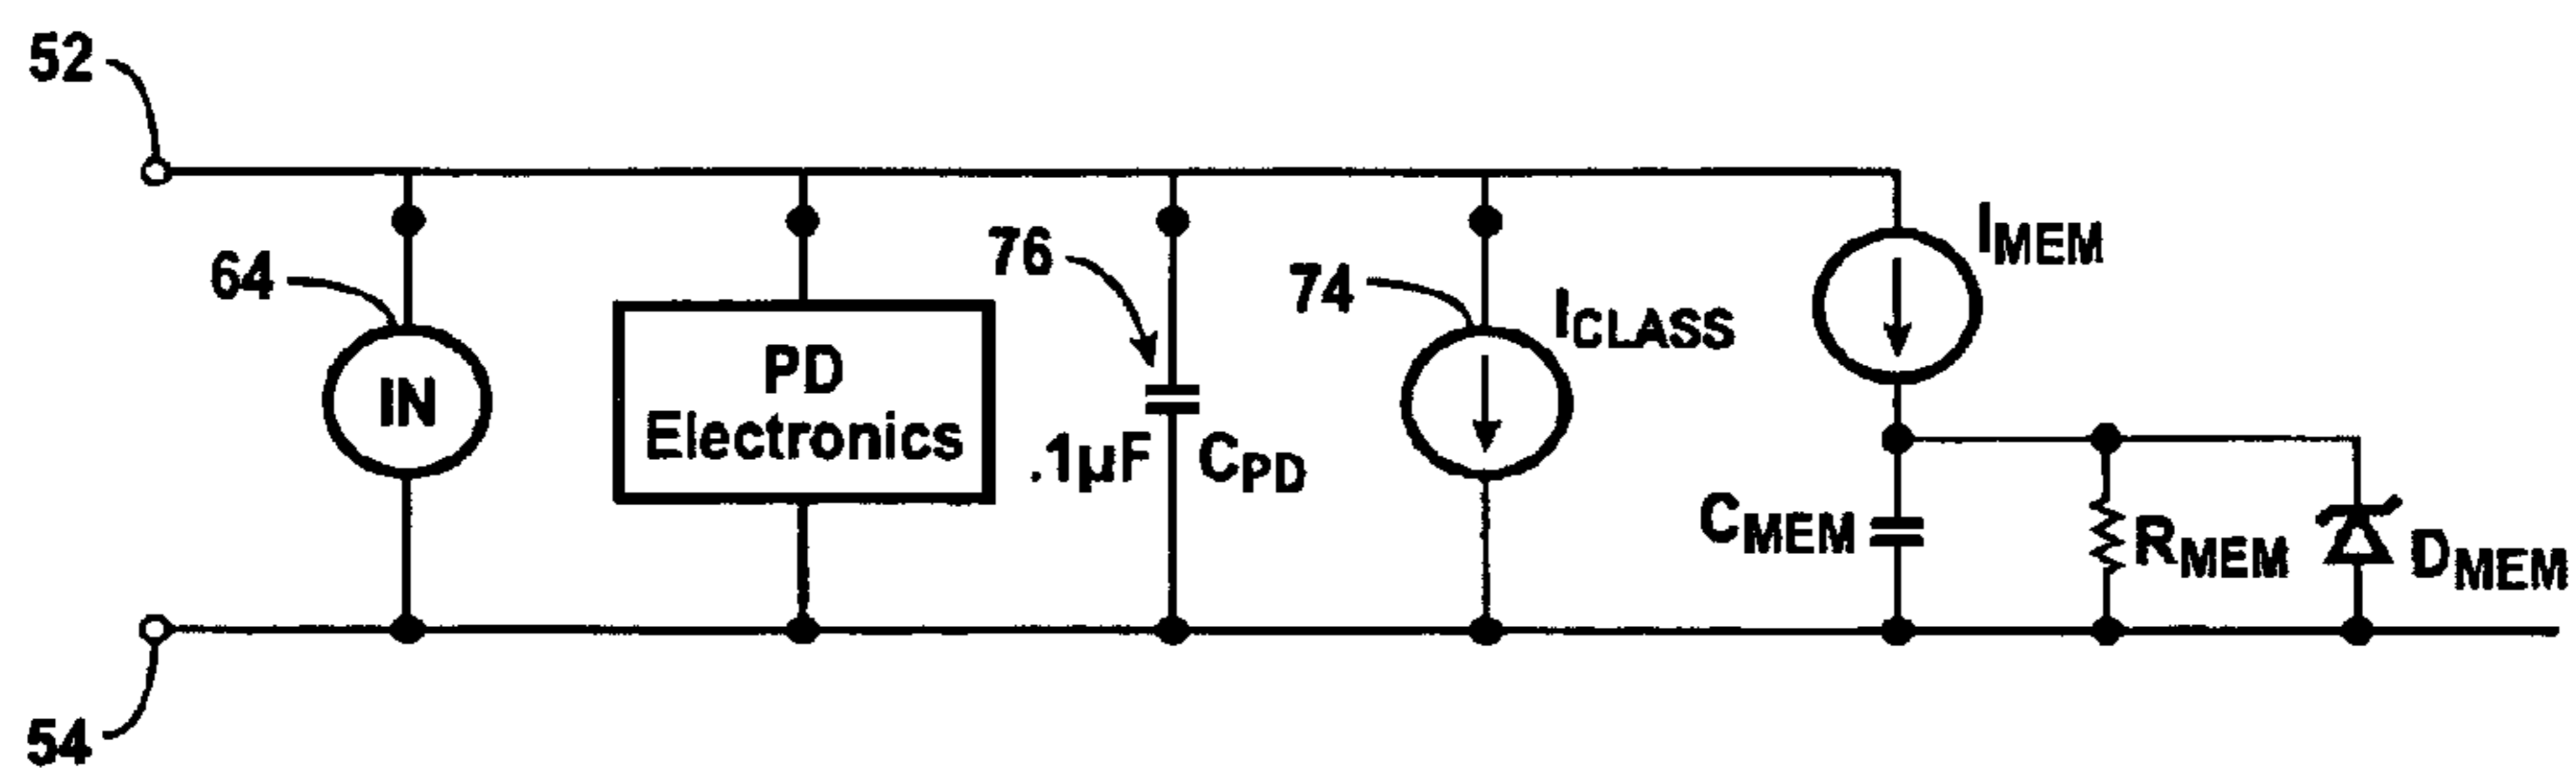 52
64
IN
PD
Electronics
76
.1µF
CPD
74
ICLASS
IMEM
CMEM
RMEM
DMEM
54